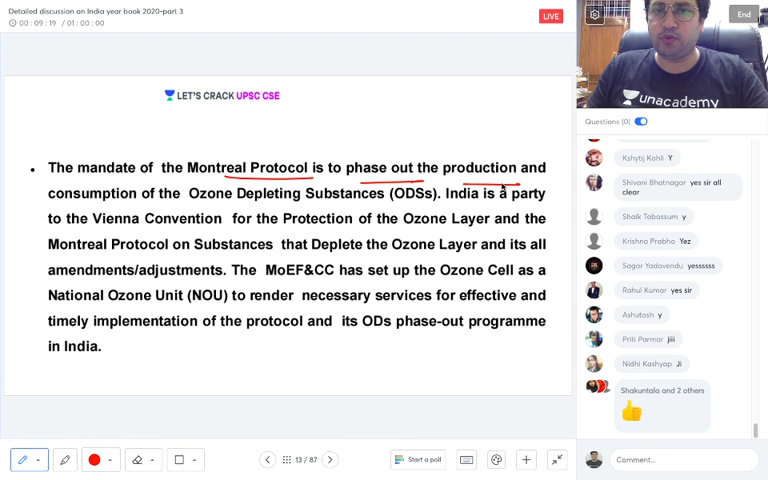 Detailed discussion on India year book 2020-part 3
00 : 09 : 19 / 01 : 00 : 00
LIVE
End
LET'S CRACK UPSC CSE
unacademy
Questions (0)
• The mandate of the Montreal Protocol is to phase out the production and
consumption of the Ozone Depleting Substances (ODSs). India is a party
to the Vienna Convention for the Protection of the Ozone Layer and the
Montreal Protocol on Substances that Deplete the Ozone Layer and its all
amendments/adjustments. The MoEF&CC has set up the Ozone Cell as a
National Ozone Unit (NOU) to render necessary services for effective and
timely implementation of the protocol and its ODs phase-out programme
in India.
Kshytij Kohli Y
Shivani Bhatnagar yes sir all
clear
Shaik Tabassum y
Krishna Prabha Yez
Sagar Yadavendu yessssss
Rahul Kumar yes sir
Ashutosh y
Priti Parmar jiii
Nidhi Kashyap Ji
Shakuntala and 2 others
13 / 87
Start a poll
Comment...